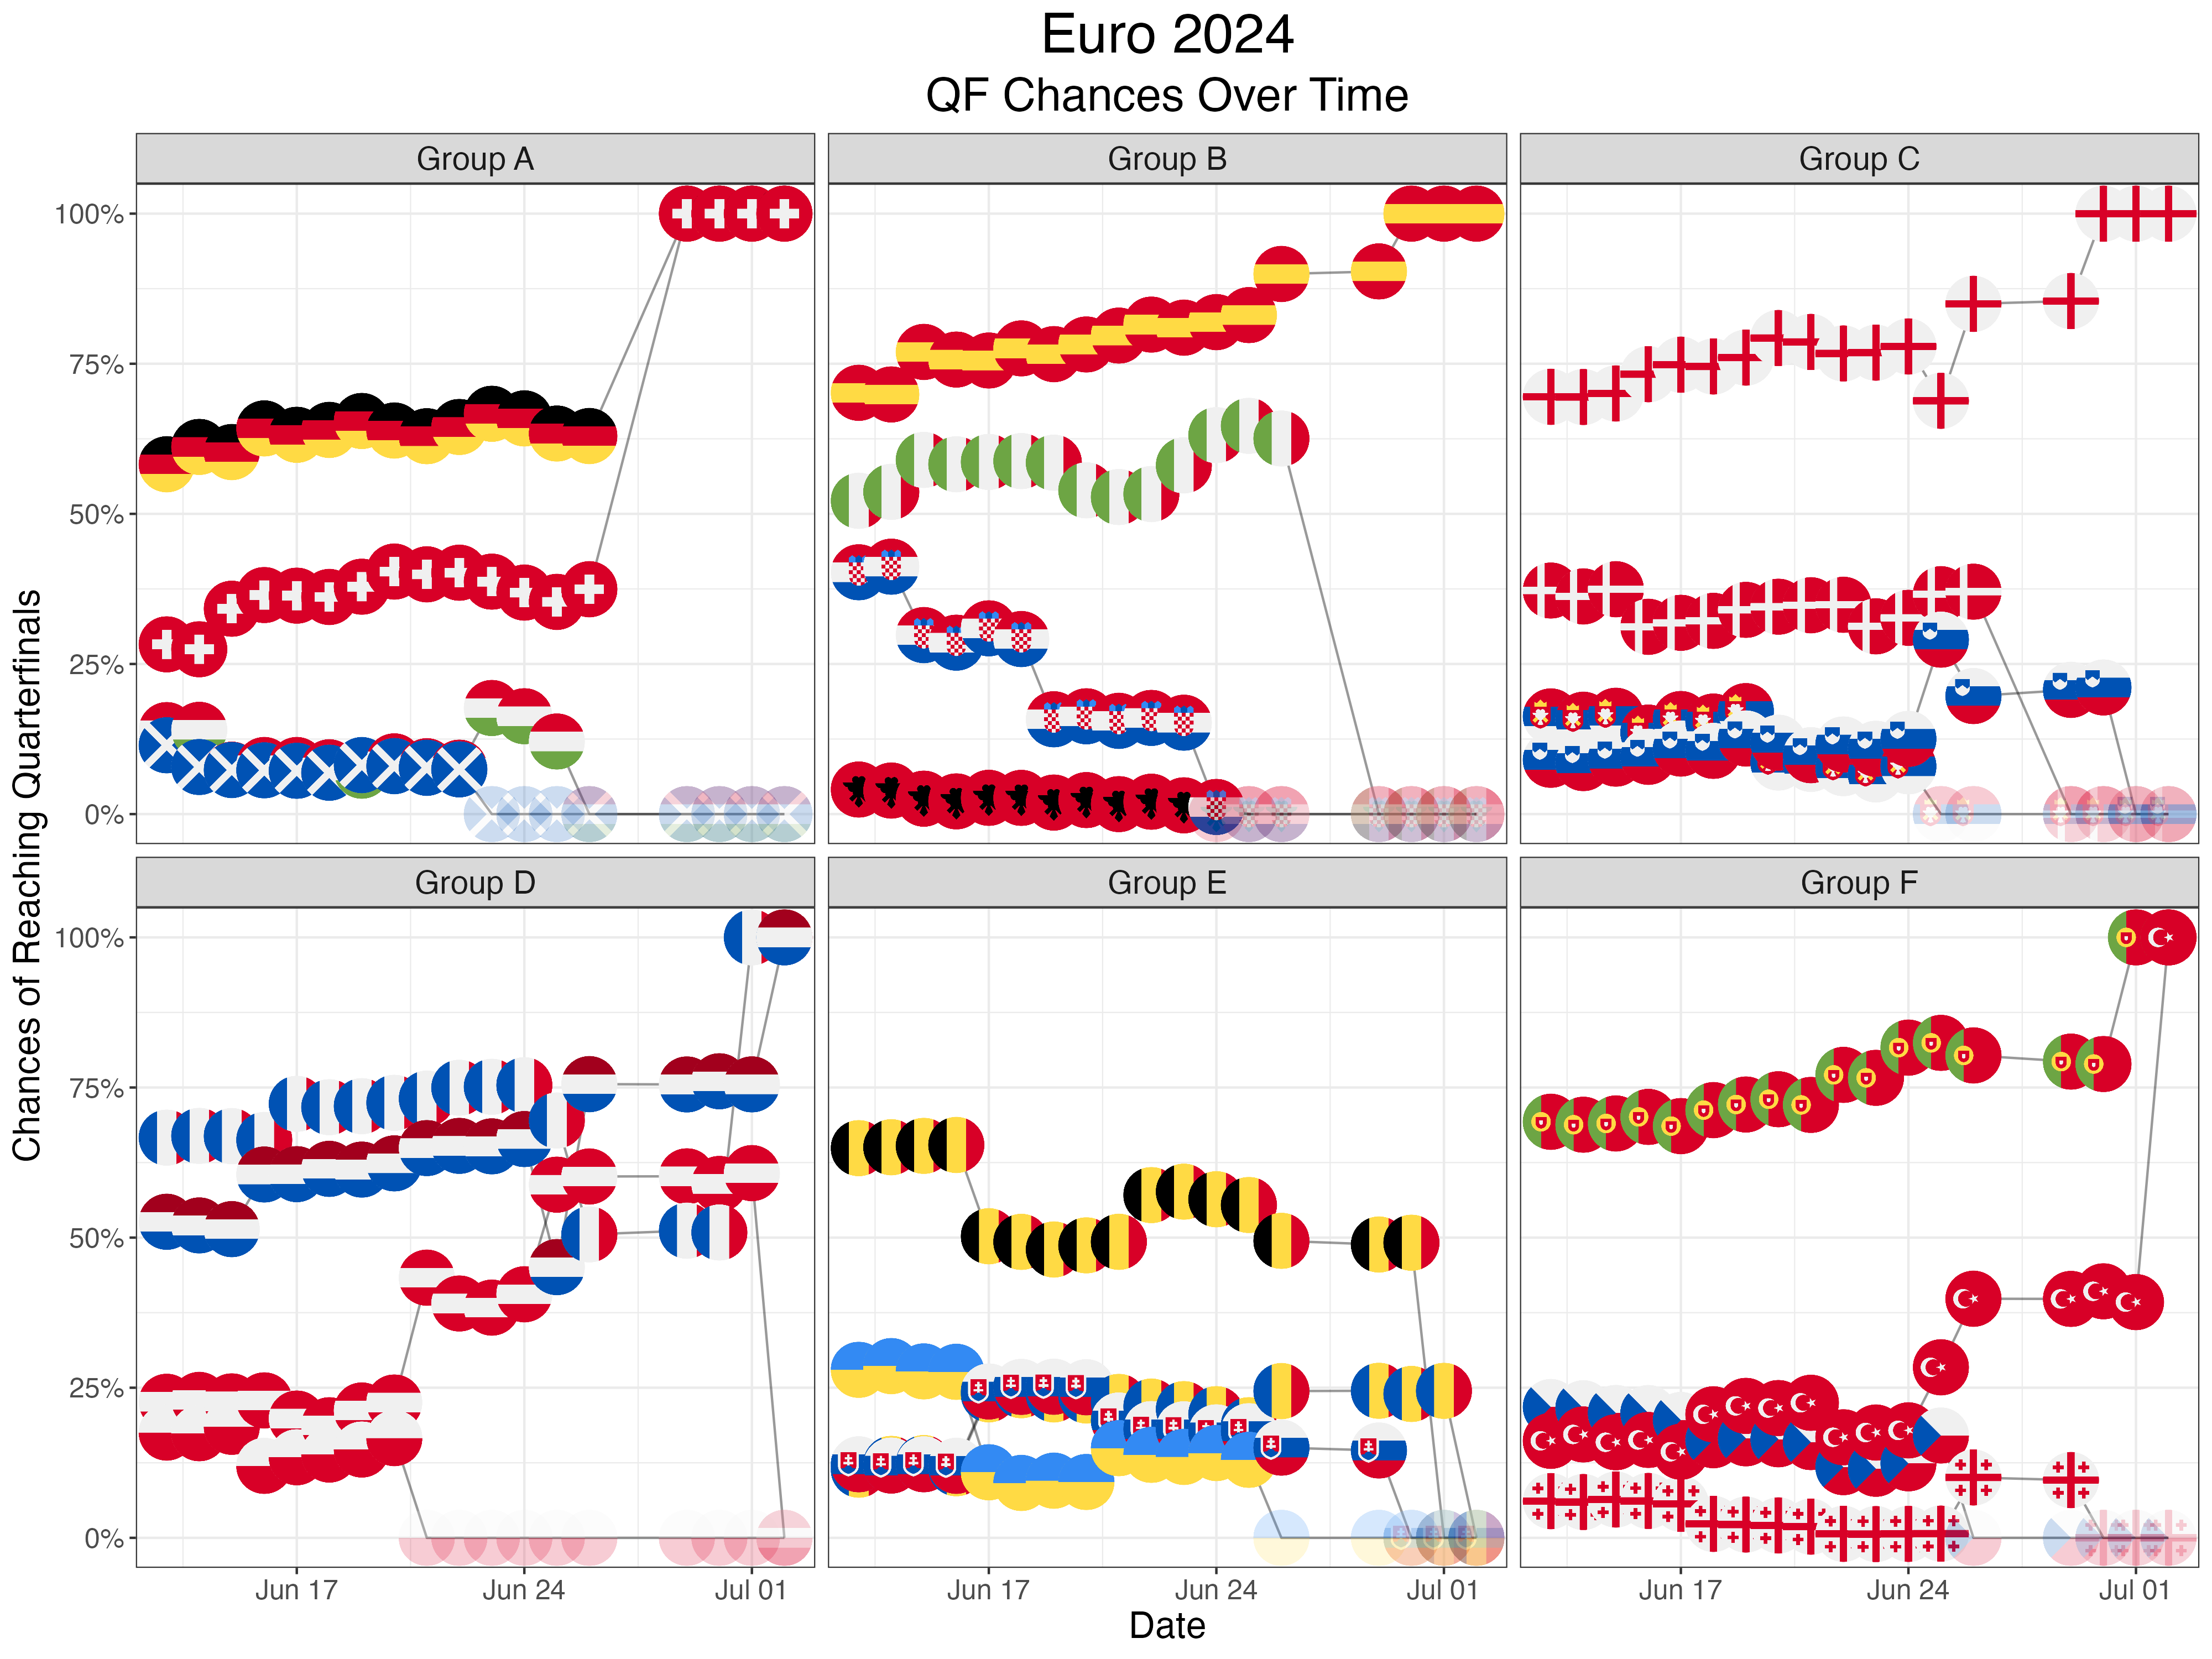 Euro 2024
QF Chances Over Time
Group A
Group B
Group C
100%
75%
50%
25%
0%
Group D
Group E
Group F
100%
75%
50%
25%
0%
Jun 17
Jun 24
Jul 01
Jun 17
Jun 24
Jul 01
Jun 17
Jun 24
Jul 01
Date
Chances of Reaching Quarterfinals